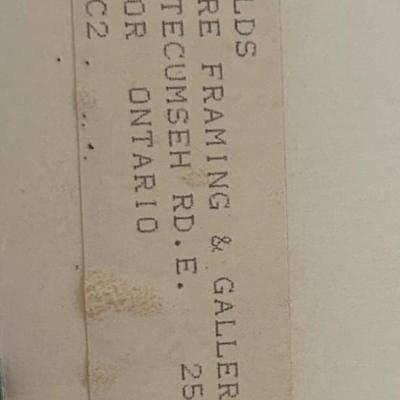 LDS
RE FRAMING & GALLER
TECUMSEH RD.E. 25
OR ONTARIO
C2 . . .